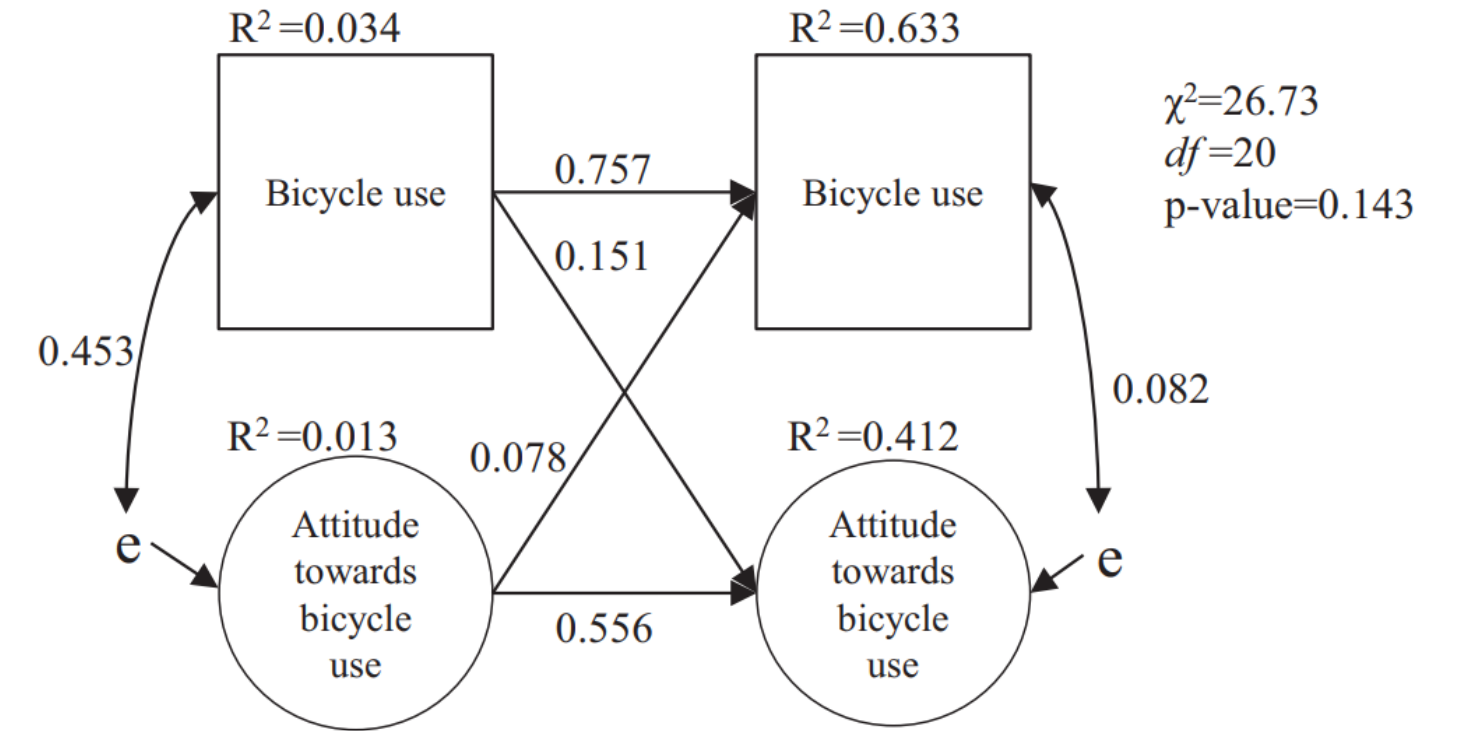 R²=0.034
R²=0.633
χ²=26.73
df=20
p-value=0.143
Bicycle use
0.757
Bicycle use
0.151
0.453
0.082
R²=0.013
0.078
R²=0.412
Attitude
towards
bicycle
use
Attitude
towards
bicycle
use
e
e
0.556